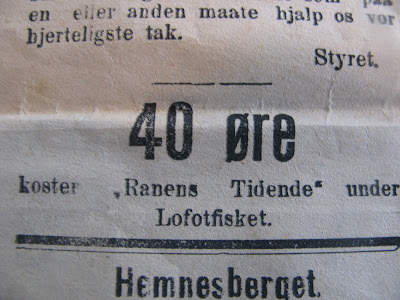 en eller anden maate hjalp os vor
hjerteligste tak.
Styret.
40 øre
koster „Ranens Tidende“ under
Lofotfisket.
Hemnesberget.